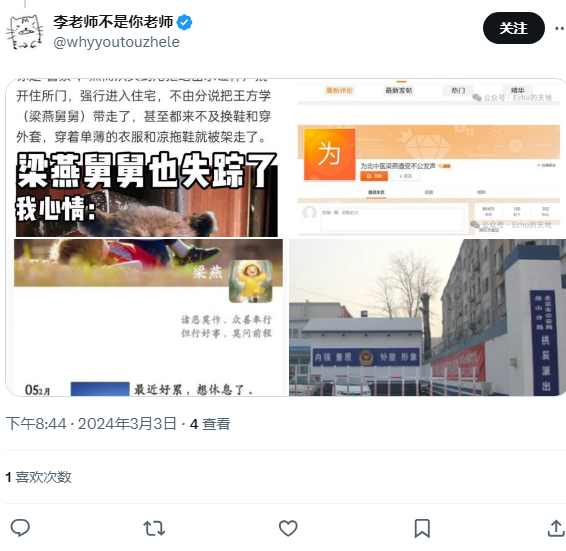 李老师不是你老师
@whyyoutouzhele
关注
开住所门，强行进入住宅，不由分说把王方学
（梁燕舅舅）带走了，甚至都来不及换鞋和穿
外套，穿着单薄的衣服和凉拖鞋就被架走了。
梁燕舅舅也失踪了
我心情：
最新评论 最新发帖 热门 精华
公众号 · Echo的天地
为
为北中医梁燕遭受不公发声
公众号 · Echo的天地
梁燕
诸恶莫作，众善奉行
但行好事，莫问前程
05 2月
最近好累，想休息了。
内强 素质 外塑 形象
北京市公安局
房山分局
拱辰派出
下午8:44 · 2024年3月3日 · 4 查看
1 喜欢次数